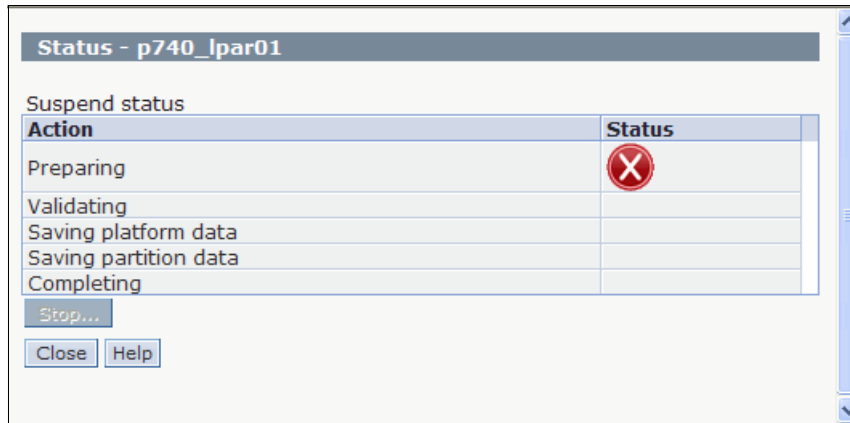 Status - p740_lpar01
Suspend status
Action Status
Preparing
Validating
Saving platform data
Saving partition data
Completing
Stop...
Close Help